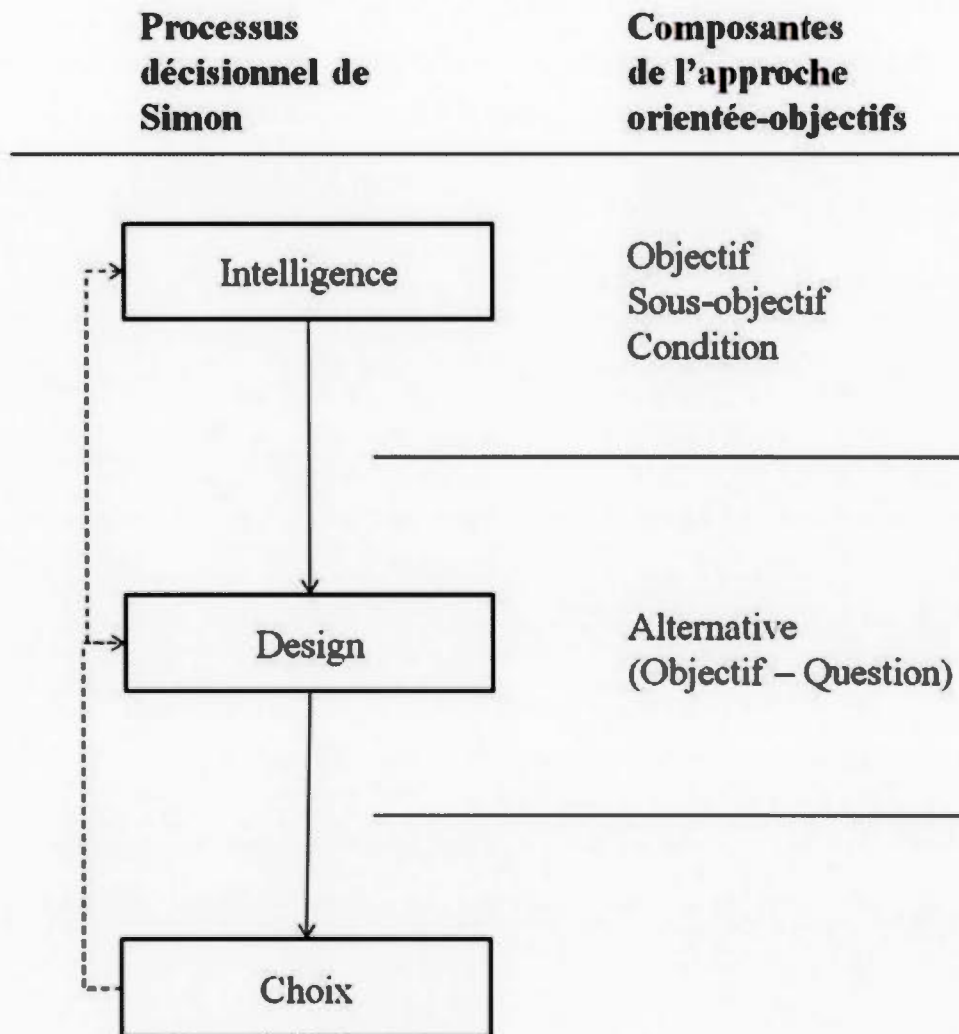 Processus
décisionnel de
Simon
Composantes
de l'approche
orientée-objectifs
Intelligence
Objectif
Sous-objectif
Condition
Design
Alternative
(Objectif – Question)
Choix